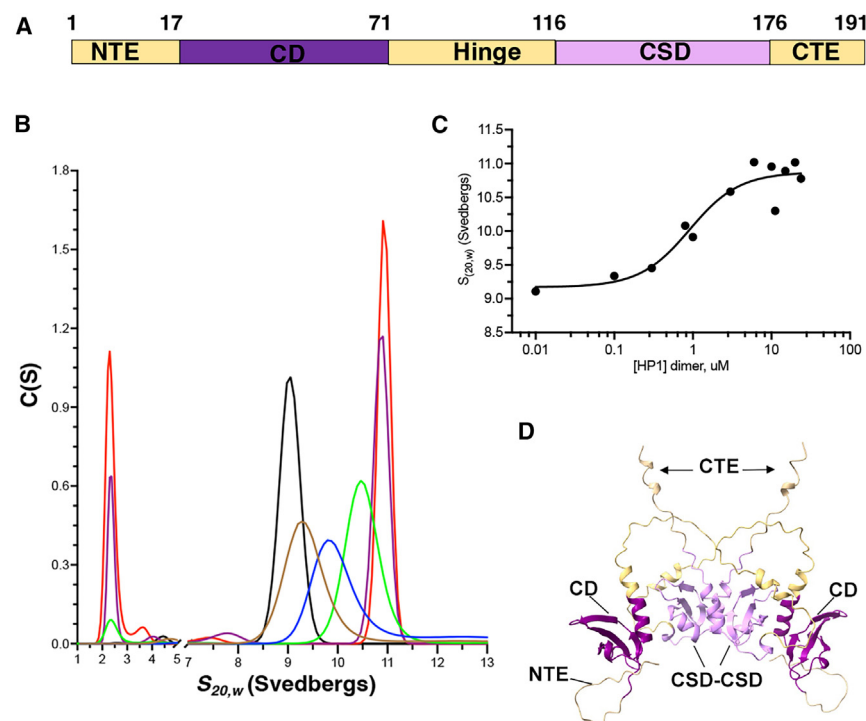 A
1 17 71 116 176 191
NTE CD Hinge CSD CTE
B
C(S)
1.8
1.5
1.2
0.9
0.6
0.3
0.0
1 2 3 4 5 7 8 9 10 11 12 13
S20,w (Svedbergs)
C
S(20,w) (Svedbergs)
11.5
11.0
10.5
10.0
9.5
9.0
8.5
0.01 0.1 1 10 100
[HP1] dimer, uM
D
CTE
CD CD
NTE
CSD-CSD